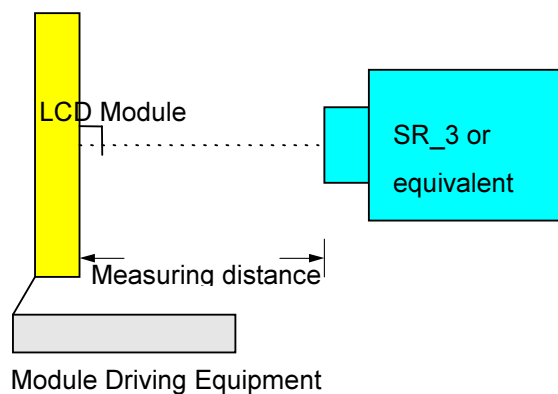 LCD Module
SR_3 or
equivalent
Measuring distance
Module Driving Equipment